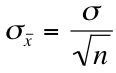 σ_x̄ = σ / √n